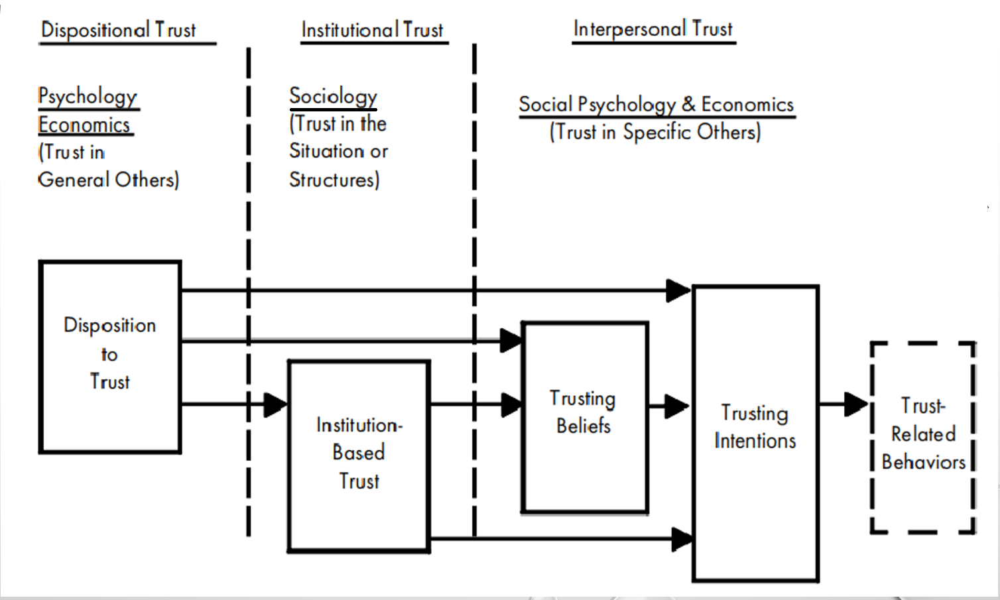 Dispositional Trust
Institutional Trust
Interpersonal Trust
Psychology
Economics
(Trust in
General Others)
Sociology
(Trust in the
Situation or
Structures)
Social Psychology & Economics
(Trust in Specific Others)
Disposition
to
Trust
Institution-
Based
Trust
Trusting
Beliefs
Trusting
Intentions
Trust-
Related
Behaviors